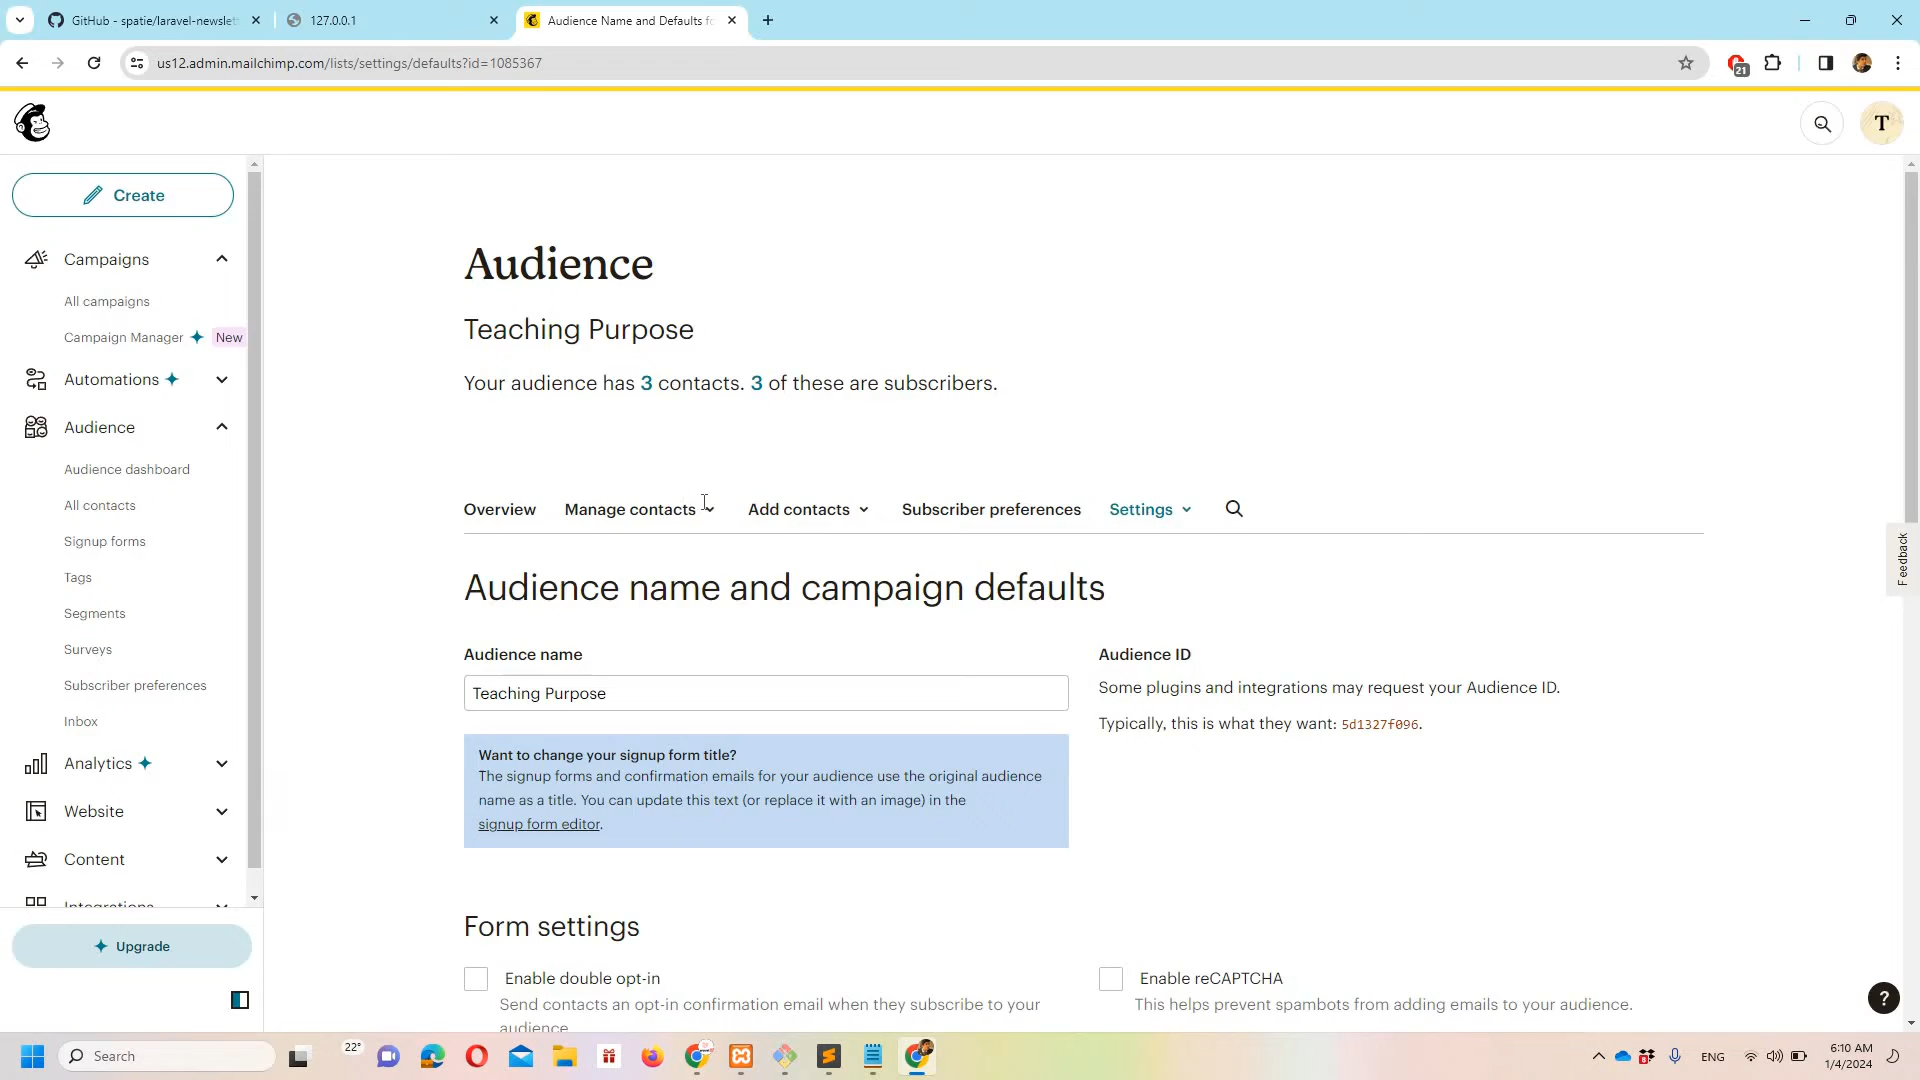 GitHub - spatie/laravel-newslet
127.0.0.1
Audience Name and Defaults fo
us12.admin.mailchimp.com/lists/settings/defaults?id=1085367
21
T
Create
Campaigns
All campaigns
Campaign Manager New
Automations
Audience
Audience dashboard
All contacts
Signup forms
Tags
Segments
Surveys
Subscriber preferences
Inbox
Analytics
Website
Content
Integrations
Upgrade
Audience
Teaching Purpose
Your audience has 3 contacts. 3 of these are subscribers.
Overview Manage contacts Add contacts Subscriber preferences Settings
Audience name and campaign defaults
Audience name
Teaching Purpose
Want to change your signup form title?
The signup forms and confirmation emails for your audience use the original audience
name as a title. You can update this text (or replace it with an image) in the
signup form editor.
Audience ID
Some plugins and integrations may request your Audience ID.
Typically, this is what they want: 5d1327f096.
Form settings
Enable double opt-in
Send contacts an opt-in confirmation email when they subscribe to your
audience
Enable reCAPTCHA
This helps prevent spambots from adding emails to your audience.
Feedback
?
Search
22°
ENG
6:10 AM
1/4/2024